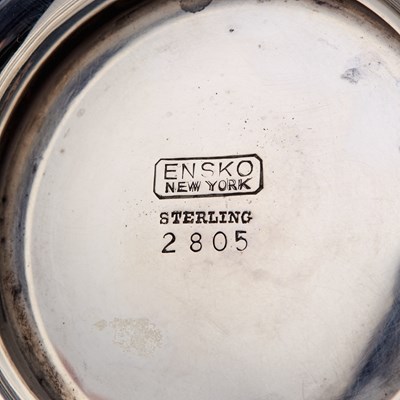 ENSKO
NEW YORK
STERLING
2805